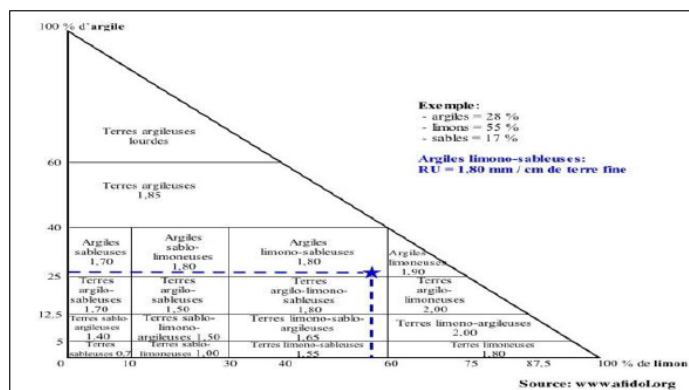 100 % d'argile
Exemple:
- argiles = 28 %
- limons = 55 %
- sables = 17 %
Argiles limono-sableuses:
RU = 1,80 mm / cm de terre fine
Terres argileuses
lourdes
60
Terres argileuses
1,85
40
Argiles
sableuses
1,70
Argiles
sablo-
limoneuses
1,80
Argiles
limono-sableuses
1,80
Argiles
limoneuses
1.90
25
Terres
argilo-
sableuses
1.70
Terres
argilo-
sableuses
1,50
Terres
argilo-limono-
sableuses
1,80
Terres
argilo-
limoneuses
2,00
12.5
Terres sablo-
argileuses
1.40
Terres sablo-
limono-
argileuses 1,50
Terres limono-sablo-
argileuses
1.65
Terres limono-argileuses
2.00
5
Terres
sableuses 0,7
Terres sablo-
limoneuses 1,00
Terres limono-sableuses
1,55
Terres limoneuses
1,80
0
10
30
60
75
87,5
100 % de limon
Source: www.afidol.org